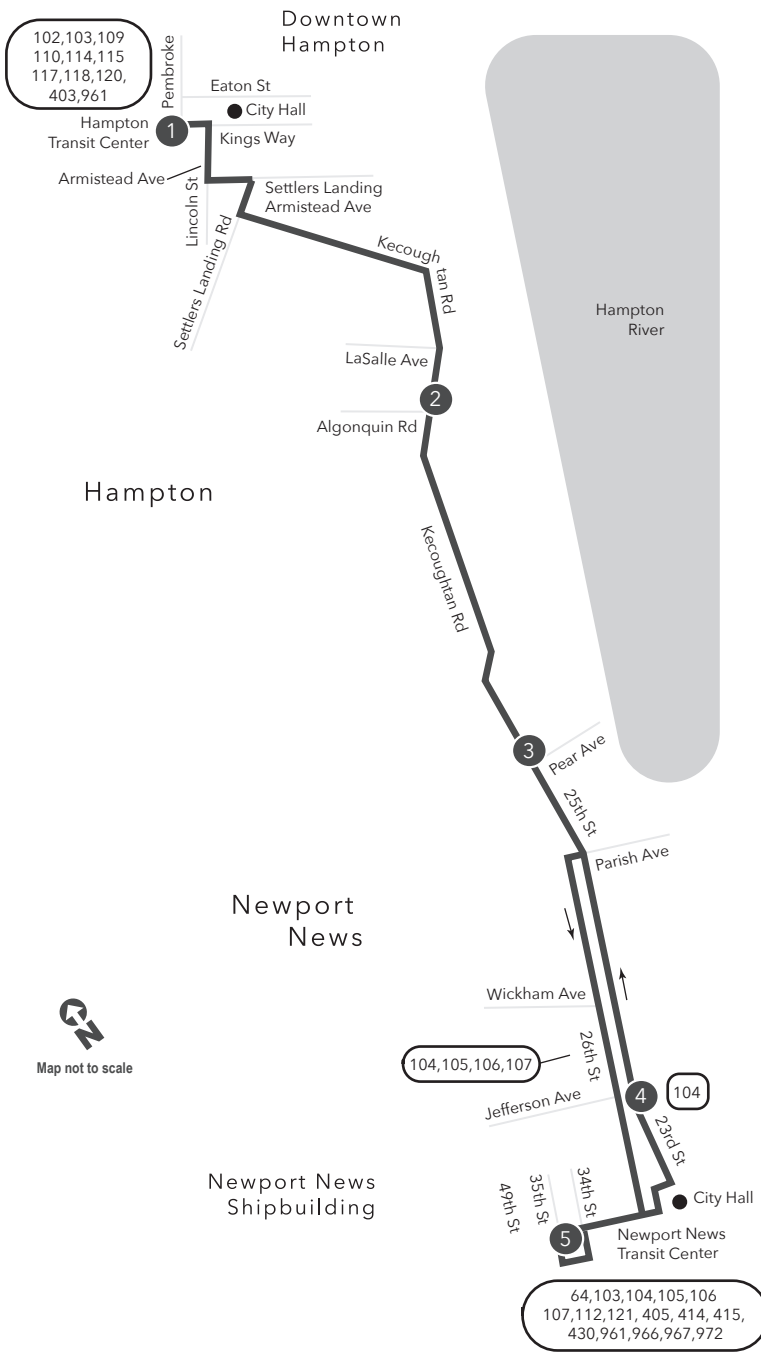 Downtown
Hampton
102,103,109
110,114,115
117,118,120,
403,961
Pembroke
Eaton St
City Hall
Hampton
Transit Center
1
Kings Way
Armistead Ave
Lincoln St
Settlers Landing
Armistead Ave
Settlers Landing Rd
Kecough
tan Rd
Hampton
River
LaSalle Ave
2
Algonquin Rd
Hampton
Kecoughtan Rd
3
Pear Ave
25th St
Parish Ave
Newport
News
Wickham Ave
N
Map not to scale
26th St
104,105,106,107
Jefferson Ave
4
104
23rd St
Newport News
Shipbuilding
49th St
35th St
34th St
City Hall
5
Newport News
Transit Center
64,103,104,105,106
107,112,121, 405, 414, 415,
430,961,966,967,972